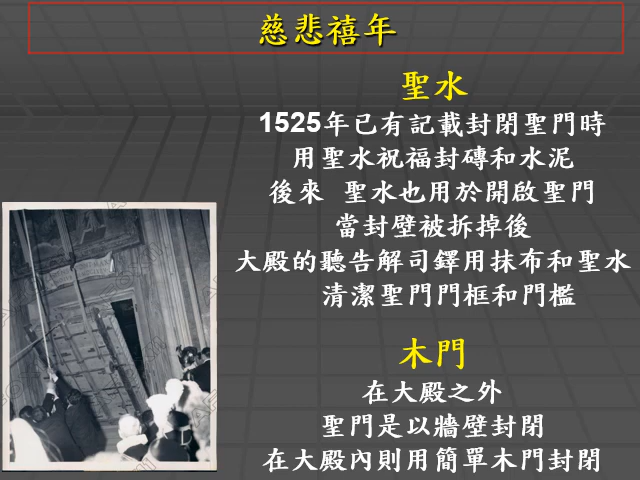 慈悲禧年
聖水
1525年已有記載封閉聖門時
用聖水祝福封磚和水泥
後來 聖水也用於開啟聖門
當封壁被拆掉後
大殿的聽告解司鐸用抹布和聖水
清潔聖門門框和門檻
木門
在大殿之外
聖門是以牆壁封閉
在大殿內則用簡單木門封閉